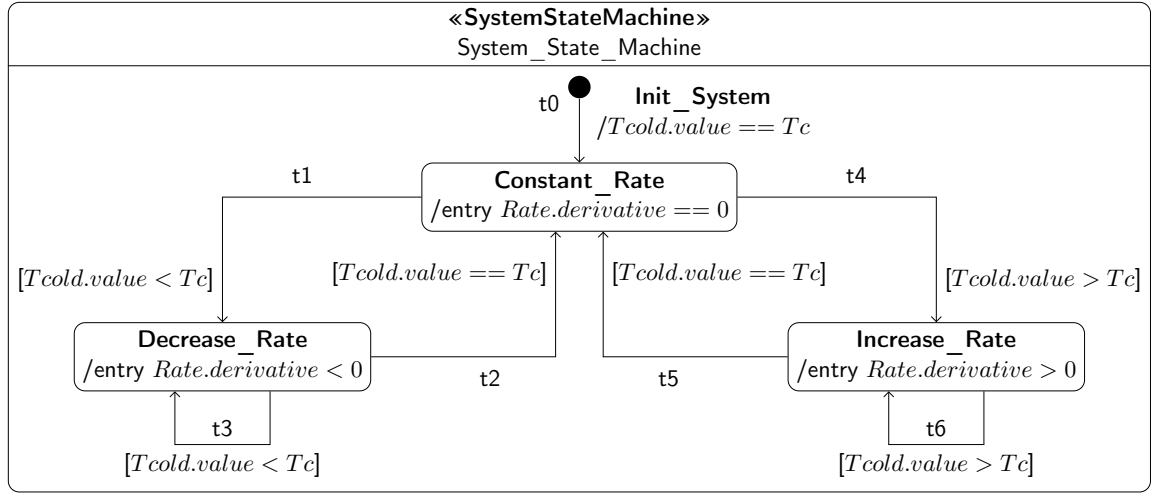 «SystemStateMachine»
System_State_Machine
t0
Init_System
/Tcold.value == Tc
Constant_Rate
/entry Rate.derivative == 0
t1
t4
[Tcold.value < Tc]
[Tcold.value == Tc]
[Tcold.value == Tc]
[Tcold.value > Tc]
Decrease_Rate
/entry Rate.derivative < 0
t2
t5
Increase_Rate
/entry Rate.derivative > 0
t3
[Tcold.value < Tc]
t6
[Tcold.value > Tc]